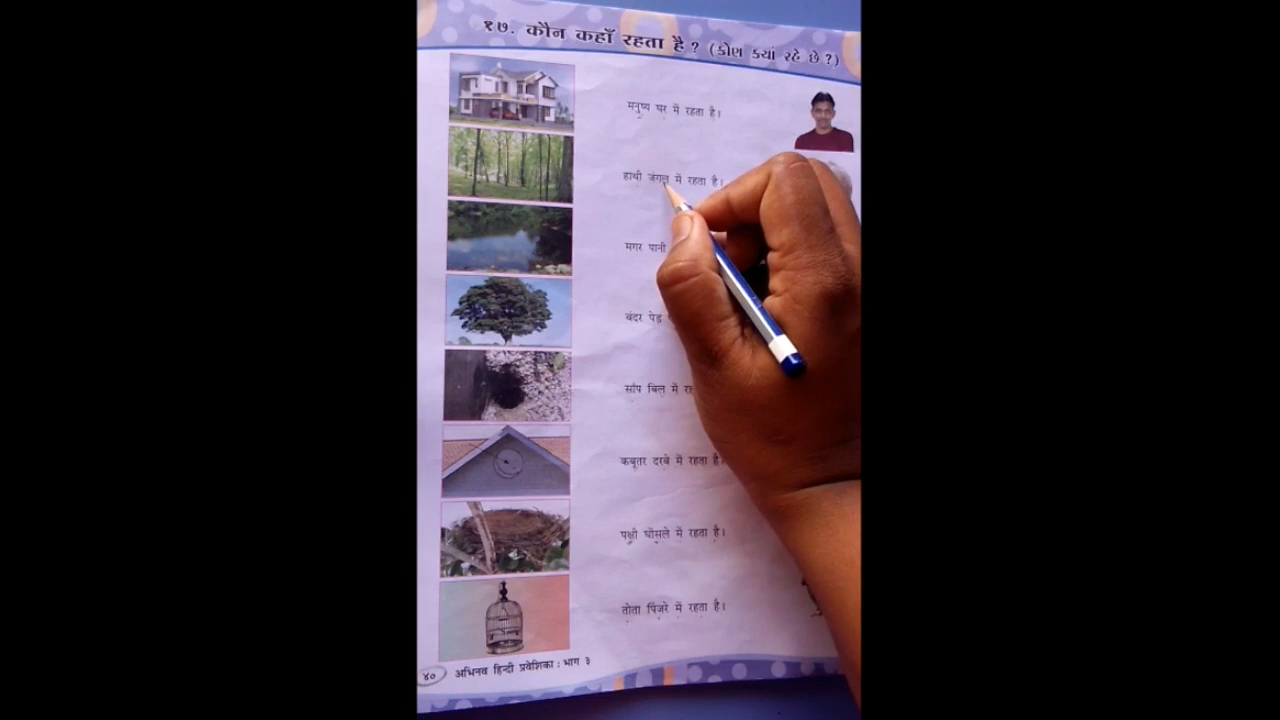 १७. कौन कहाँ रहता है? (કોણ ક્યાં રહે છે?)
मनुष्य घर में रहता है।
हाथी जंगल में रहता है।
मगर पानी
बंदर पेड़
साँप बिल में
कबूतर दरबे में रहता है।
पक्षी घोंसले में रहता है।
तोता पिंजरे में रहता है।
४० अभिनव हिन्दी प्रवेशिका : भाग ३